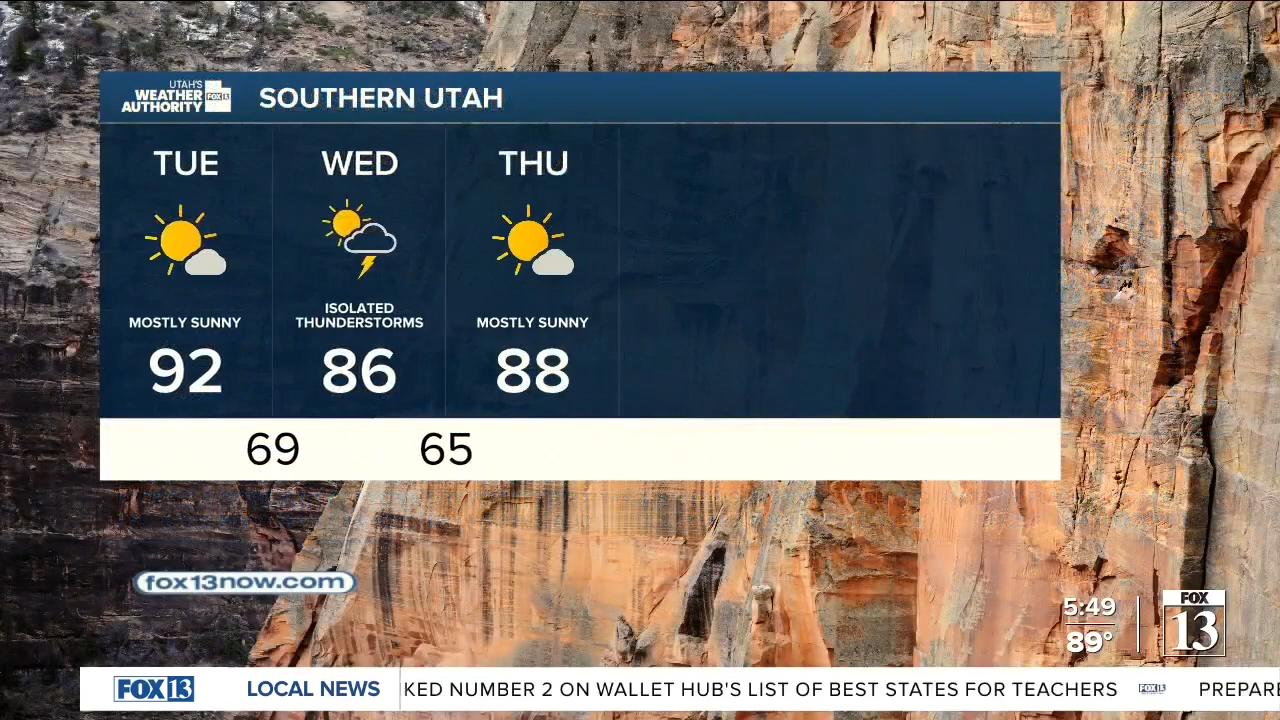 UTAH'S
WEATHER
AUTHORITY
FOX 13
SOUTHERN UTAH
TUE
WED
THU
MOSTLY SUNNY
ISOLATED
THUNDERSTORMS
MOSTLY SUNNY
92
86
88
69
65
fox13now.com
5:49
89°
FOX
13
FOX 13
LOCAL NEWS
KED NUMBER 2 ON WALLET HUB'S LIST OF BEST STATES FOR TEACHERS
FOX 13
PREPARI